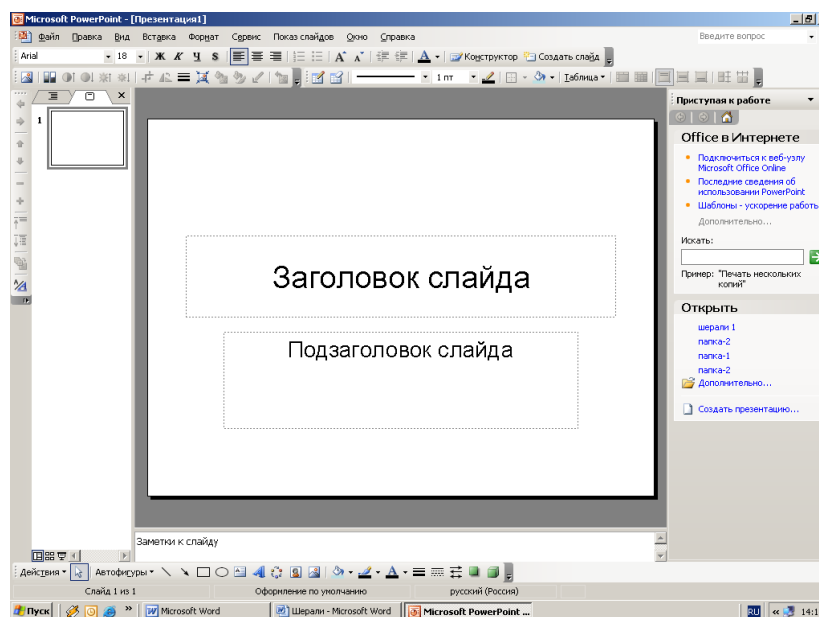 Microsoft PowerPoint - [Презентация1]
Файл Правка Вид Вставка Формат Сервис Показ слайдов Окно Справка
Введите вопрос
Arial 18 Ж К Ч S Конструктор Создать слайд
1 пт Таблица
Приступая к работе
1
Office в Интернете
Подключиться к веб-узлу
Microsoft Office Online
Последние сведения об
использовании PowerPoint
Шаблоны - ускорение работы
Дополнительно...
Искать:
Пример: "Печать нескольких
копий"
Открыть
шерали 1
папка-2
папка-1
папка-2
Дополнительно...
Создать презентацию...
Заголовок слайда
Подзаголовок слайда
Заметки к слайду
Действия Автофигуры
Слайд 1 из 1 Оформление по умолчанию русский (Россия)
Пуск Microsoft Word Шерали - Microsoft Word Microsoft PowerPoint ... RU 14:1